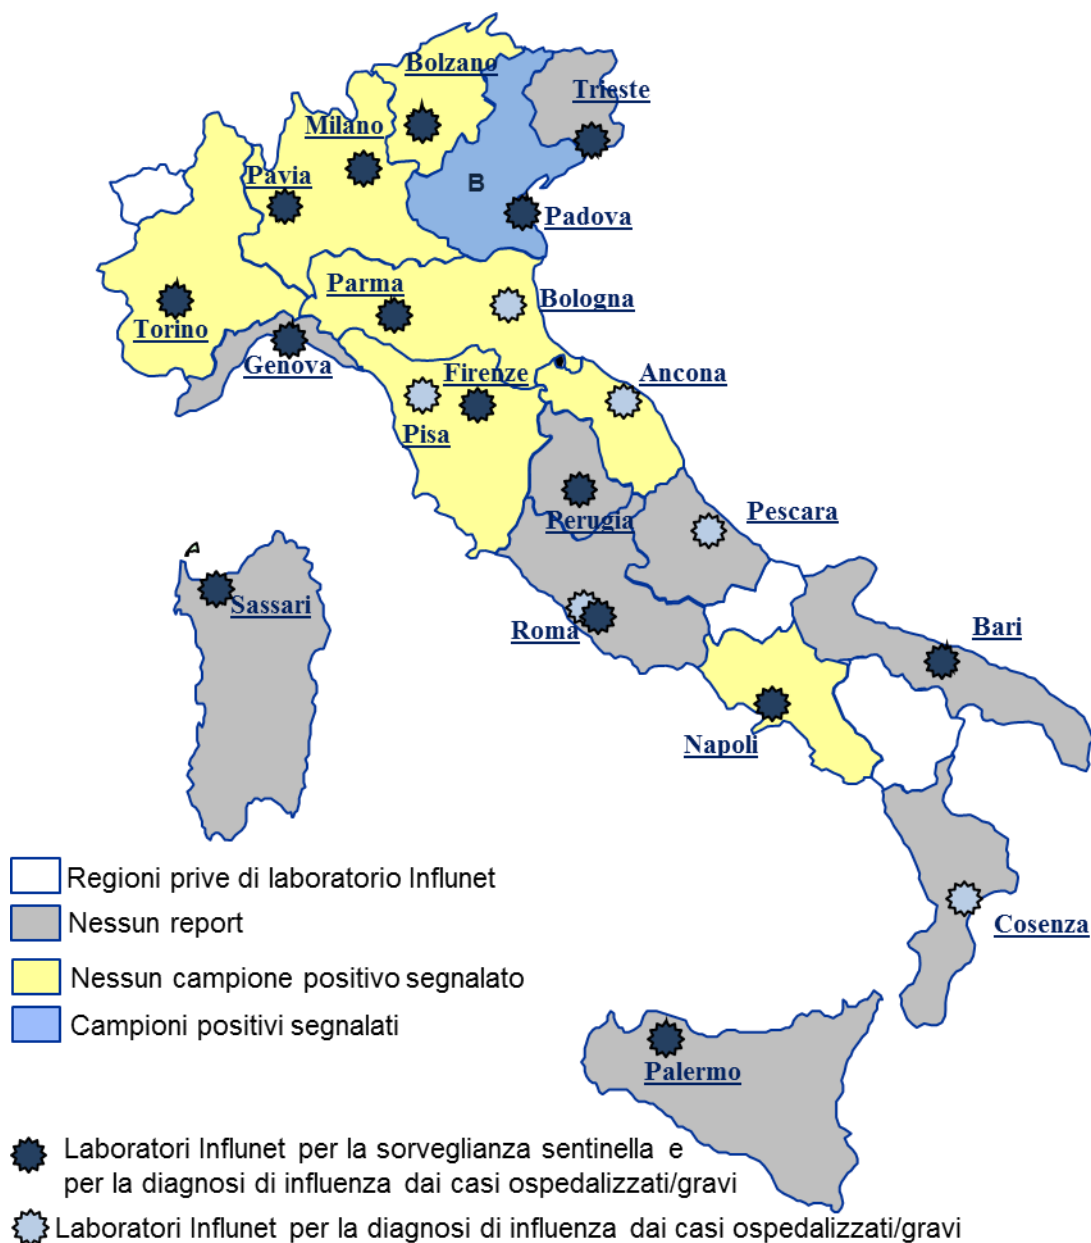 Bolzano
Trieste
Milano
Pavia
B
Padova
Parma
Bologna
Torino
Genova
Firenze
Ancona
Pisa
Pescara
Perugia
A
Sassari
Roma
Bari
Napoli
Regioni prive di laboratorio Influnet
Nessun report
Cosenza
Nessun campione positivo segnalato
Campioni positivi segnalati
Palermo
Laboratori Influnet per la sorveglianza sentinella e
per la diagnosi di influenza dai casi ospedalizzati/gravi
Laboratori Influnet per la diagnosi di influenza dai casi ospedalizzati/gravi